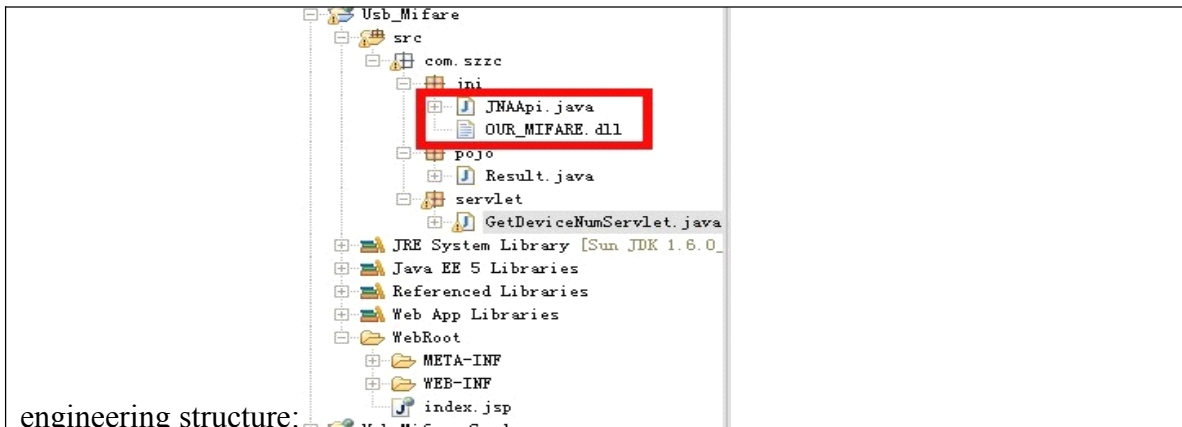 Usb_Mifare
src
com.szzc
jni
JNAApi.java
OUR_MIFARE.dll
pojo
Result.java
servlet
GetDeviceNumServlet.java
JRE System Library [Sun JDK 1.6.0_
Java EE 5 Libraries
Referenced Libraries
Web App Libraries
WebRoot
META-INF
WEB-INF
index.jsp
engineering structure: